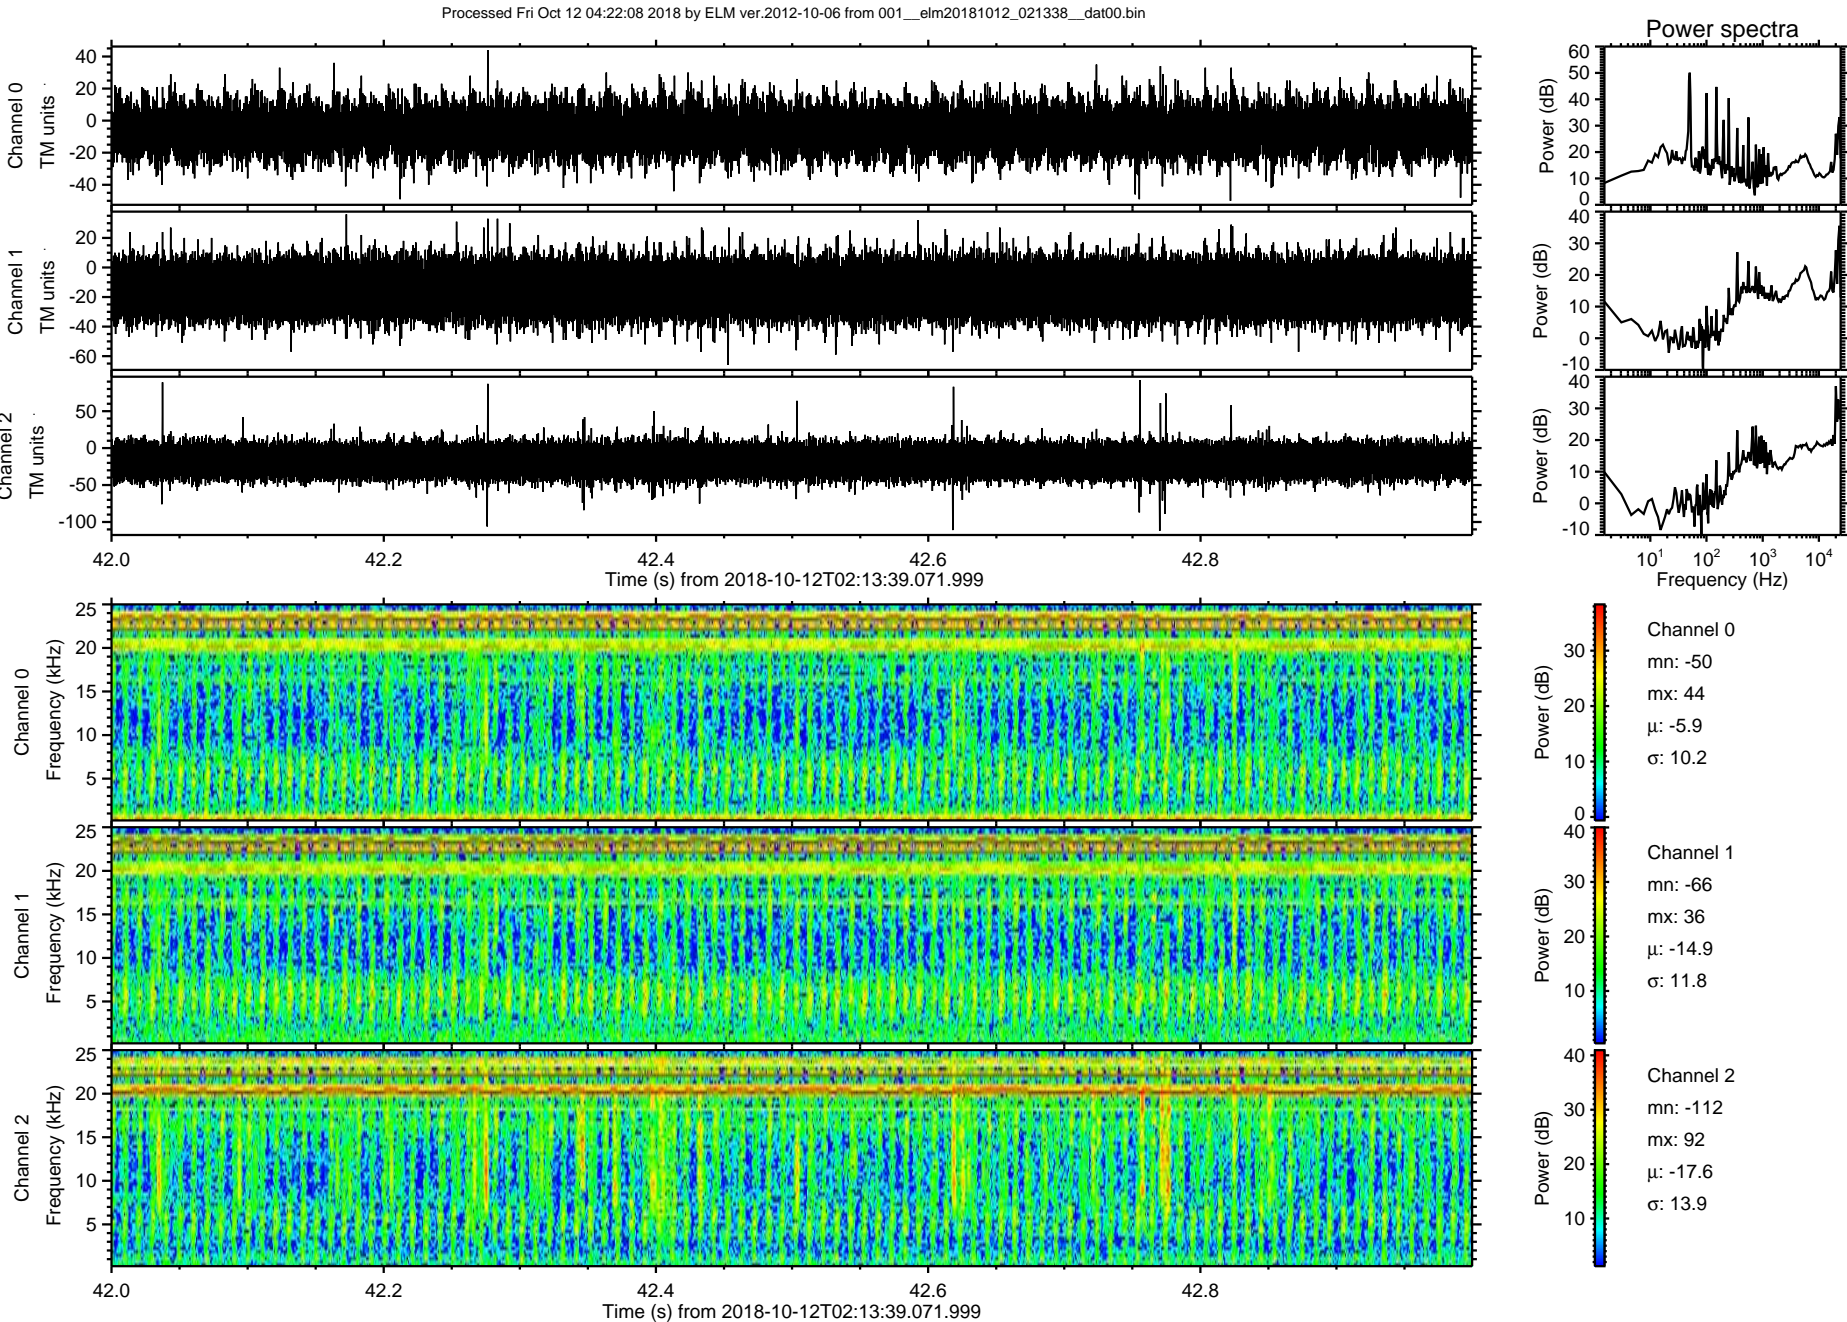 Processed Fri Oct 12 04:22:08 2018 by ELM ver.2012-10-06 from 001__elm20181012_021338__dat00.bin
Power spectra
Channel 0
TM units
40
20
0
-20
-40
Power (dB)
60
50
40
30
20
10
0
Channel 1
TM units
20
0
-20
-40
-60
Power (dB)
40
30
20
10
0
-10
Channel 2
TM units
50
0
-50
-100
Power (dB)
40
30
20
10
0
-10
42.0 42.2 42.4 42.6 42.8
Time (s) from 2018-10-12T02:13:39.071.999
10^1 10^2 10^3 10^4
Frequency (Hz)
Channel 0
Frequency (kHz)
25
20
15
10
5
Power (dB)
30
20
10
0
Channel 0
mn: -50
mx: 44
μ: -5.9
σ: 10.2
Channel 1
Frequency (kHz)
25
20
15
10
5
Power (dB)
40
30
20
10
Channel 1
mn: -66
mx: 36
μ: -14.9
σ: 11.8
Channel 2
Frequency (kHz)
25
20
15
10
5
Power (dB)
40
30
20
10
Channel 2
mn: -112
mx: 92
μ: -17.6
σ: 13.9
42.0 42.2 42.4 42.6 42.8
Time (s) from 2018-10-12T02:13:39.071.999